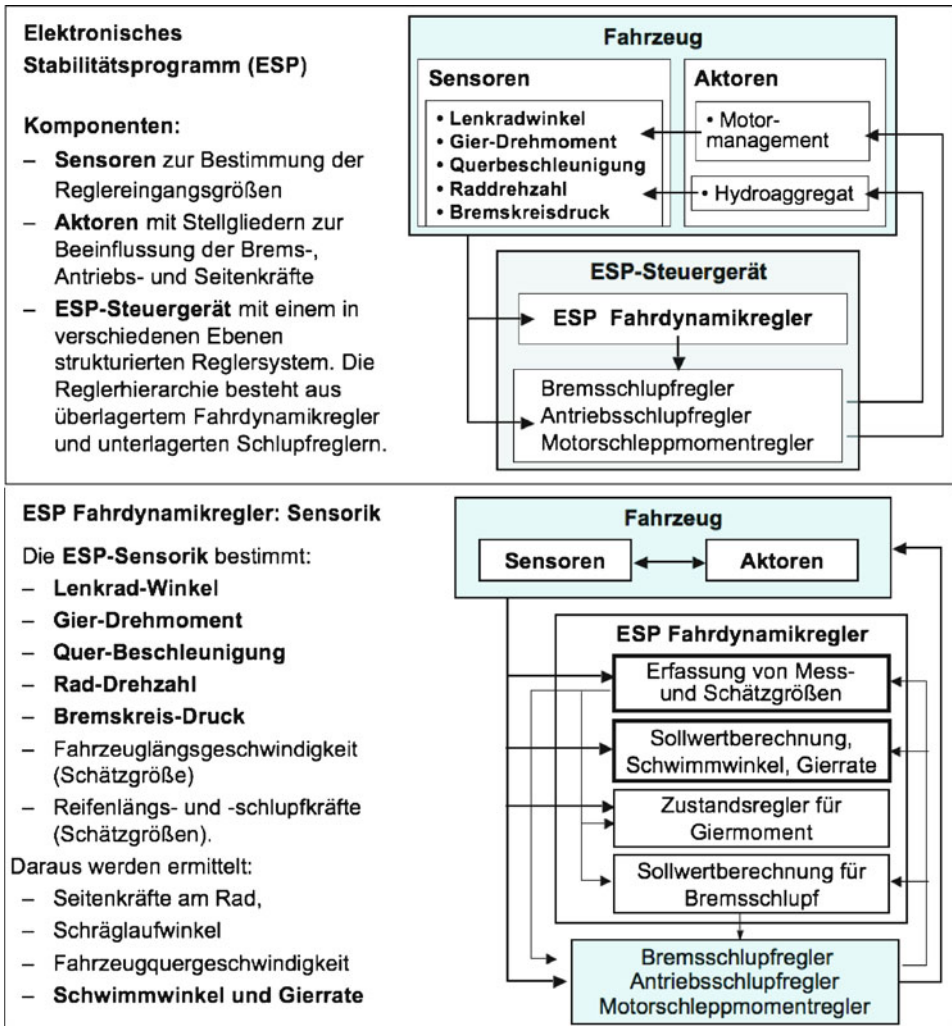 Elektronisches
Stabilitätsprogramm (ESP)
Komponenten:
– Sensoren zur Bestimmung der
Reglereingangsgrößen
– Aktoren mit Stellgliedern zur
Beeinflussung der Brems-,
Antriebs- und Seitenkräfte
– ESP-Steuergerät mit einem in
verschiedenen Ebenen
strukturierten Reglersystem. Die
Reglerhierarchie besteht aus
überlagertem Fahrdynamikregler
und unterlagerten Schlupfreglern.
Fahrzeug
Sensoren
• Lenkradwinkel
• Gier-Drehmoment
• Querbeschleunigung
• Raddrehzahl
• Bremskreisdruck
Aktoren
• Motor-
management
• Hydroaggregat
ESP-Steuergerät
ESP Fahrdynamikregler
Bremsschlupfregler
Antriebsschlupfregler
Motorschleppmomentregler
ESP Fahrdynamikregler: Sensorik
Die ESP-Sensorik bestimmt:
– Lenkrad-Winkel
– Gier-Drehmoment
– Quer-Beschleunigung
– Rad-Drehzahl
– Bremskreis-Druck
– Fahrzeuglängsgeschwindigkeit
(Schätzgröße)
– Reifenlängs- und -schlupfkräfte
(Schätzgrößen).
Daraus werden ermittelt:
– Seitenkräfte am Rad,
– Schräglaufwinkel
– Fahrzeugquergeschwindigkeit
– Schwimmwinkel und Gierrate
Fahrzeug
Sensoren
Aktoren
ESP Fahrdynamikregler
Erfassung von Mess-
und Schätzgrößen
Sollwertberechnung,
Schwimmwinkel, Gierrate
Zustandsregler für
Giermoment
Sollwertberechnung für
Bremsschlupf
Bremsschlupfregler
Antriebsschlupfregler
Motorschleppmomentregler